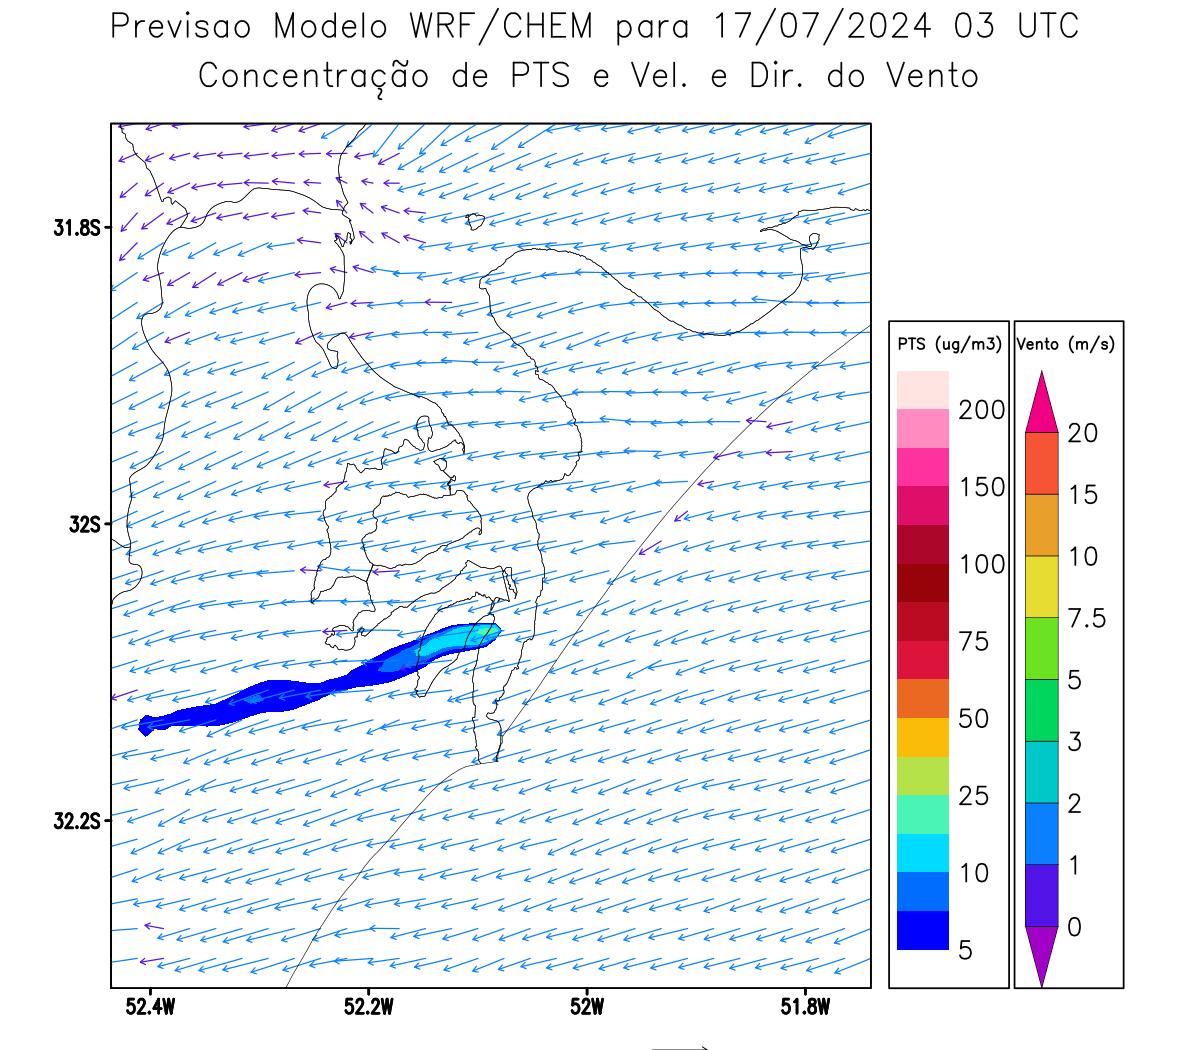 Previsao Modelo WRF/CHEM para 17/07/2024 03 UTC
Concentração de PTS e Vel. e Dir. do Vento
31.8S
32S
32.2S
52.4W 52.2W 52W 51.8W
PTS (ug/m3)
200
150
100
75
50
25
10
5
Vento (m/s)
20
15
10
7.5
5
3
2
1
0